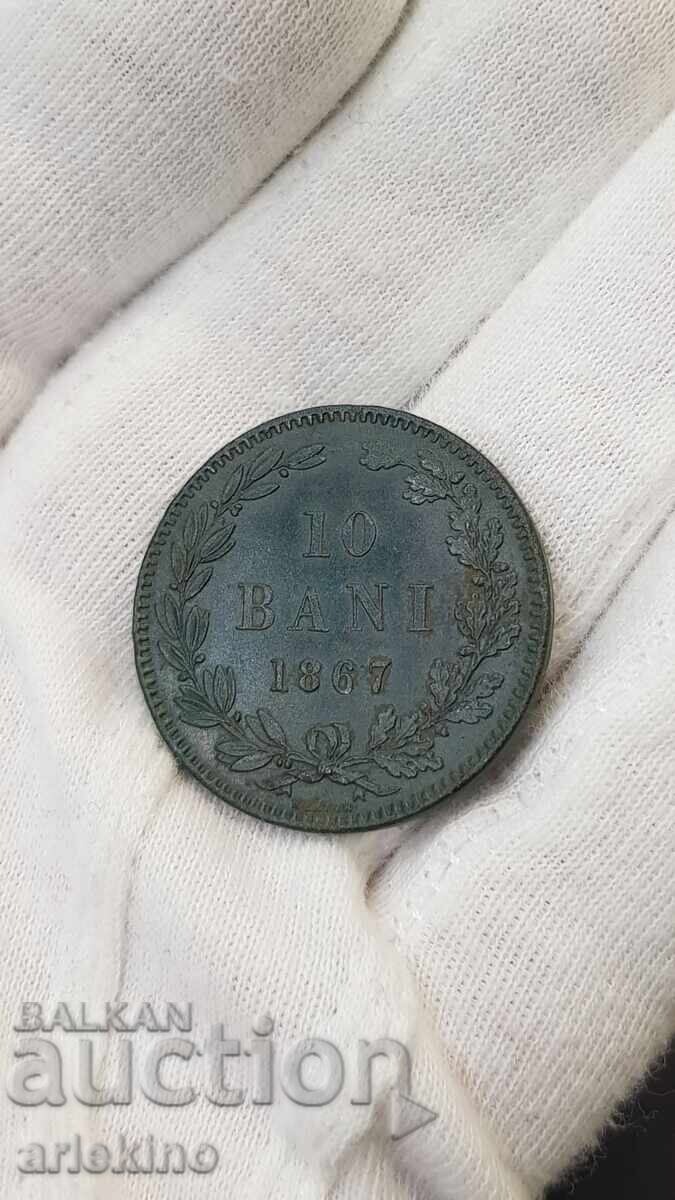 10
BANI
1867
BALKAN
auction
arlekino